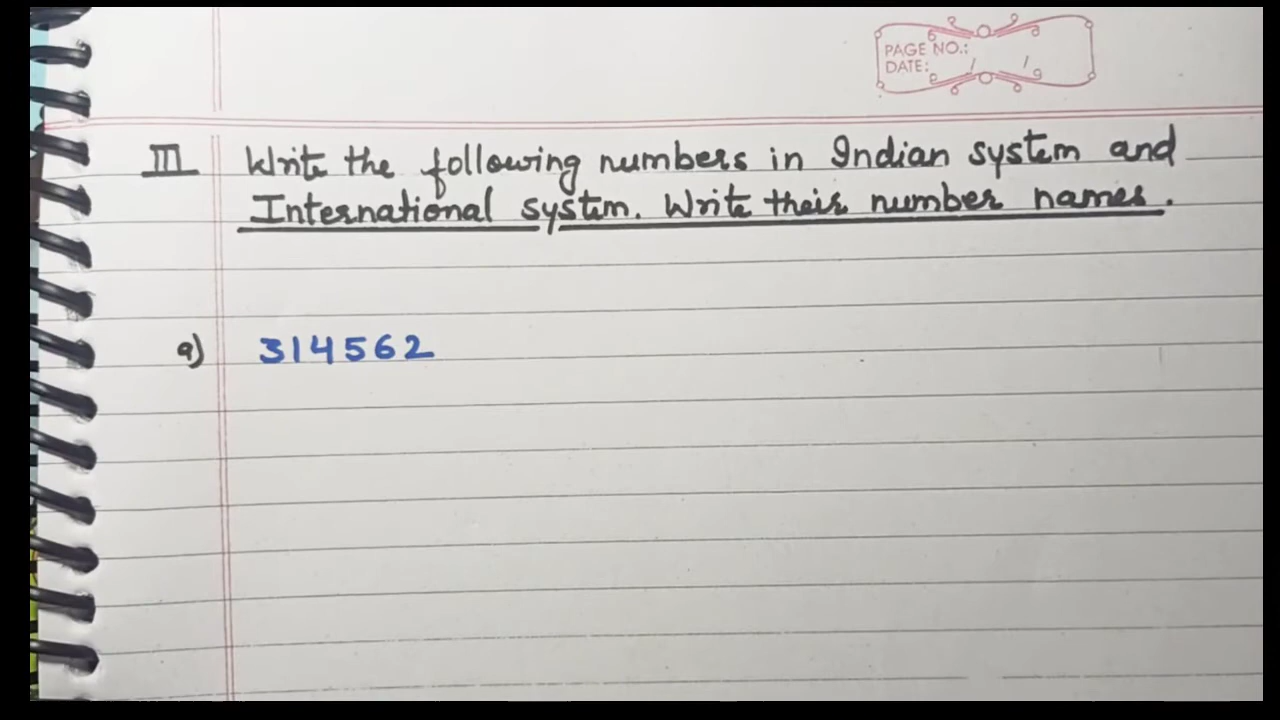 PAGE NO.:
DATE: / /
III Write the following numbers in Indian system and
International system. Write their number names.
a) 314562